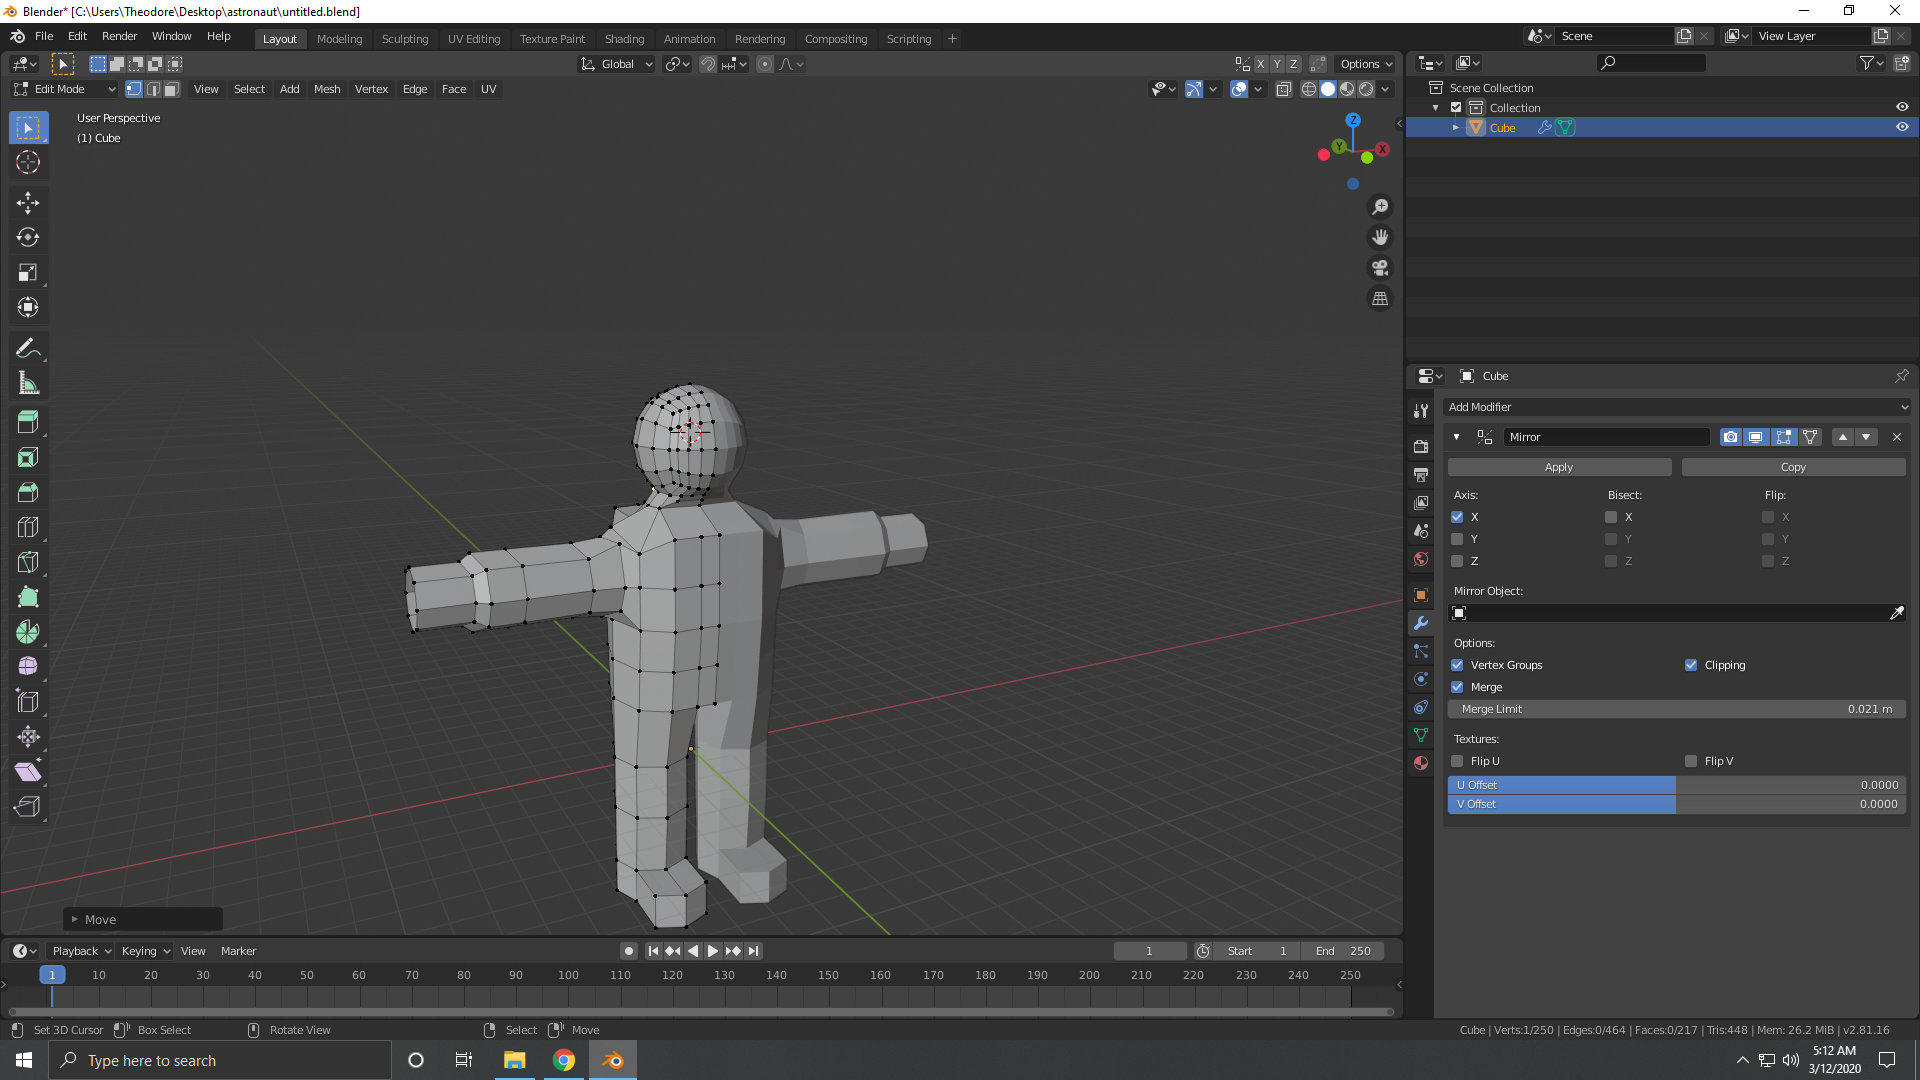 Blender* [C:\Users\Theodore\Desktop\astronaut\untitled.blend]
File Edit Render Window Help Layout Modeling Sculpting UV Editing Texture Paint Shading Animation Rendering Compositing Scripting + Scene View Layer
Global X Y Z Options
Edit Mode View Select Add Mesh Vertex Edge Face UV
User Perspective
(1) Cube
Z
Y
X
Move
Scene Collection
Collection
Cube
Cube
Add Modifier
Mirror
Apply Copy
Axis: Bisect: Flip:
X X X
Y Y Y
Z Z Z
Mirror Object:
Options:
Vertex Groups Clipping
Merge
Merge Limit 0.021 m
Textures:
Flip U Flip V
U Offset 0.0000
V Offset 0.0000
Playback Keying View Marker 1 Start 1 End 250
1 10 20 30 40 50 60 70 80 90 100 110 120 130 140 150 160 170 180 190 200 210 220 230 240 250
Set 3D Cursor Box Select Rotate View Select Move Cube | Verts:1/250 | Edges:0/464 | Faces:0/217 | Tris:448 | Mem: 26.2 MiB | v2.81.16
Type here to search
5:12 AM
3/12/2020